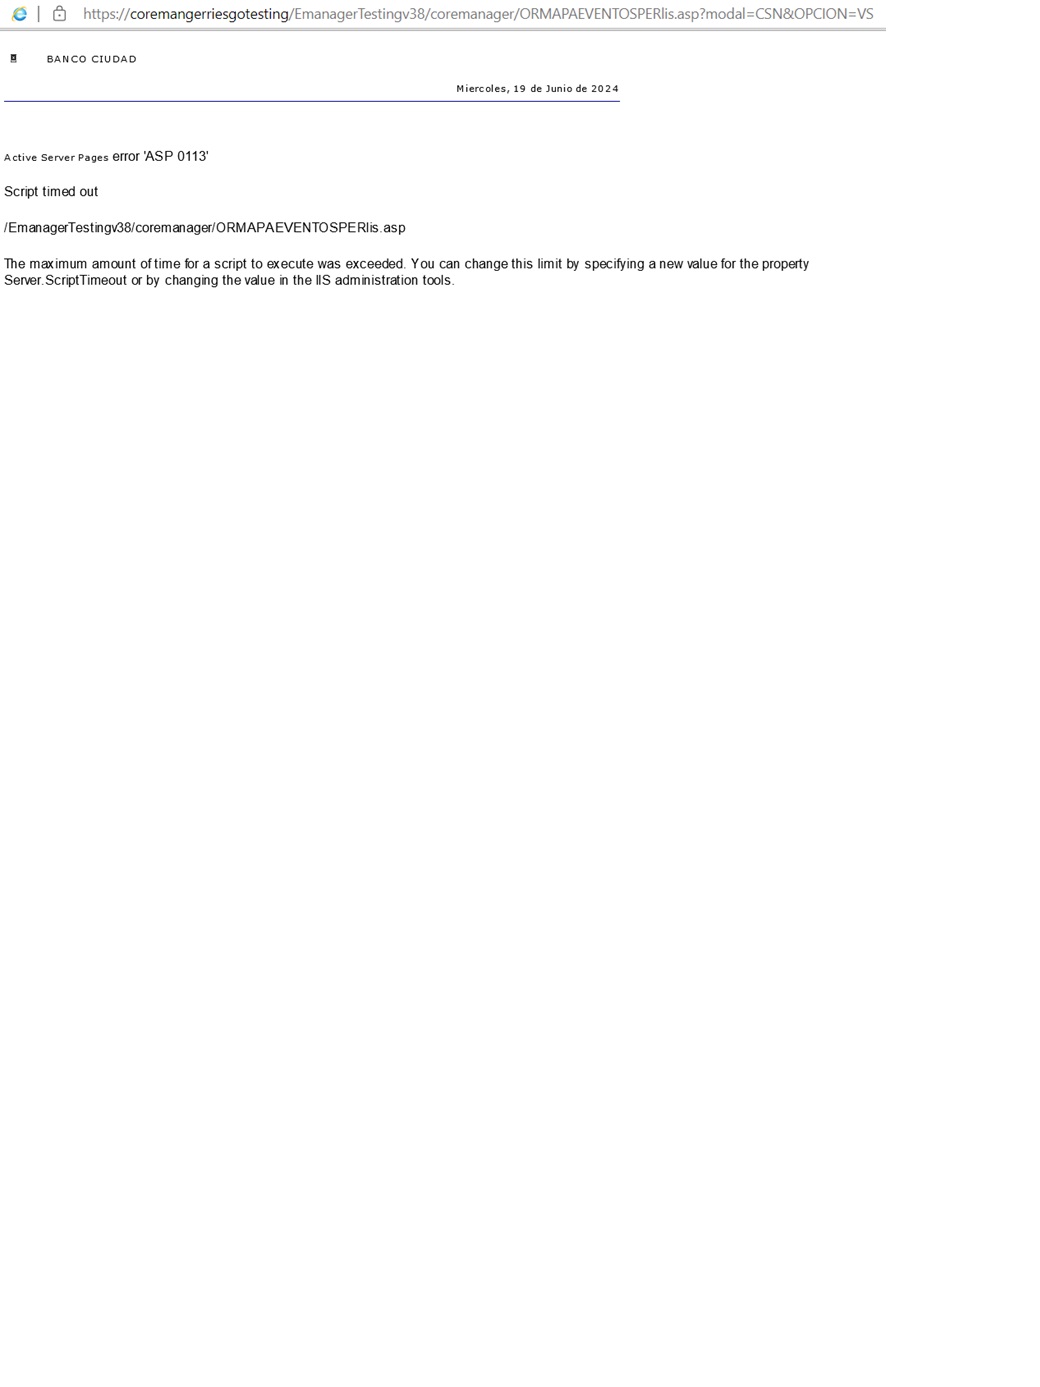 https://coremangerriesgotesting/EmanagerTestingv38/coremanager/ORMAPAEVENTOSPERlis.asp?modal=CSN&OPCION=VS
BANCO CIUDAD
Miercoles, 19 de Junio de 2024
Active Server Pages error 'ASP 0113'
Script timed out
/EmanagerTestingv38/coremanager/ORMAPAEVENTOSPERlis.asp
The maximum amount of time for a script to execute was exceeded. You can change this limit by specifying a new value for the property
Server.ScriptTimeout or by changing the value in the IIS administration tools.